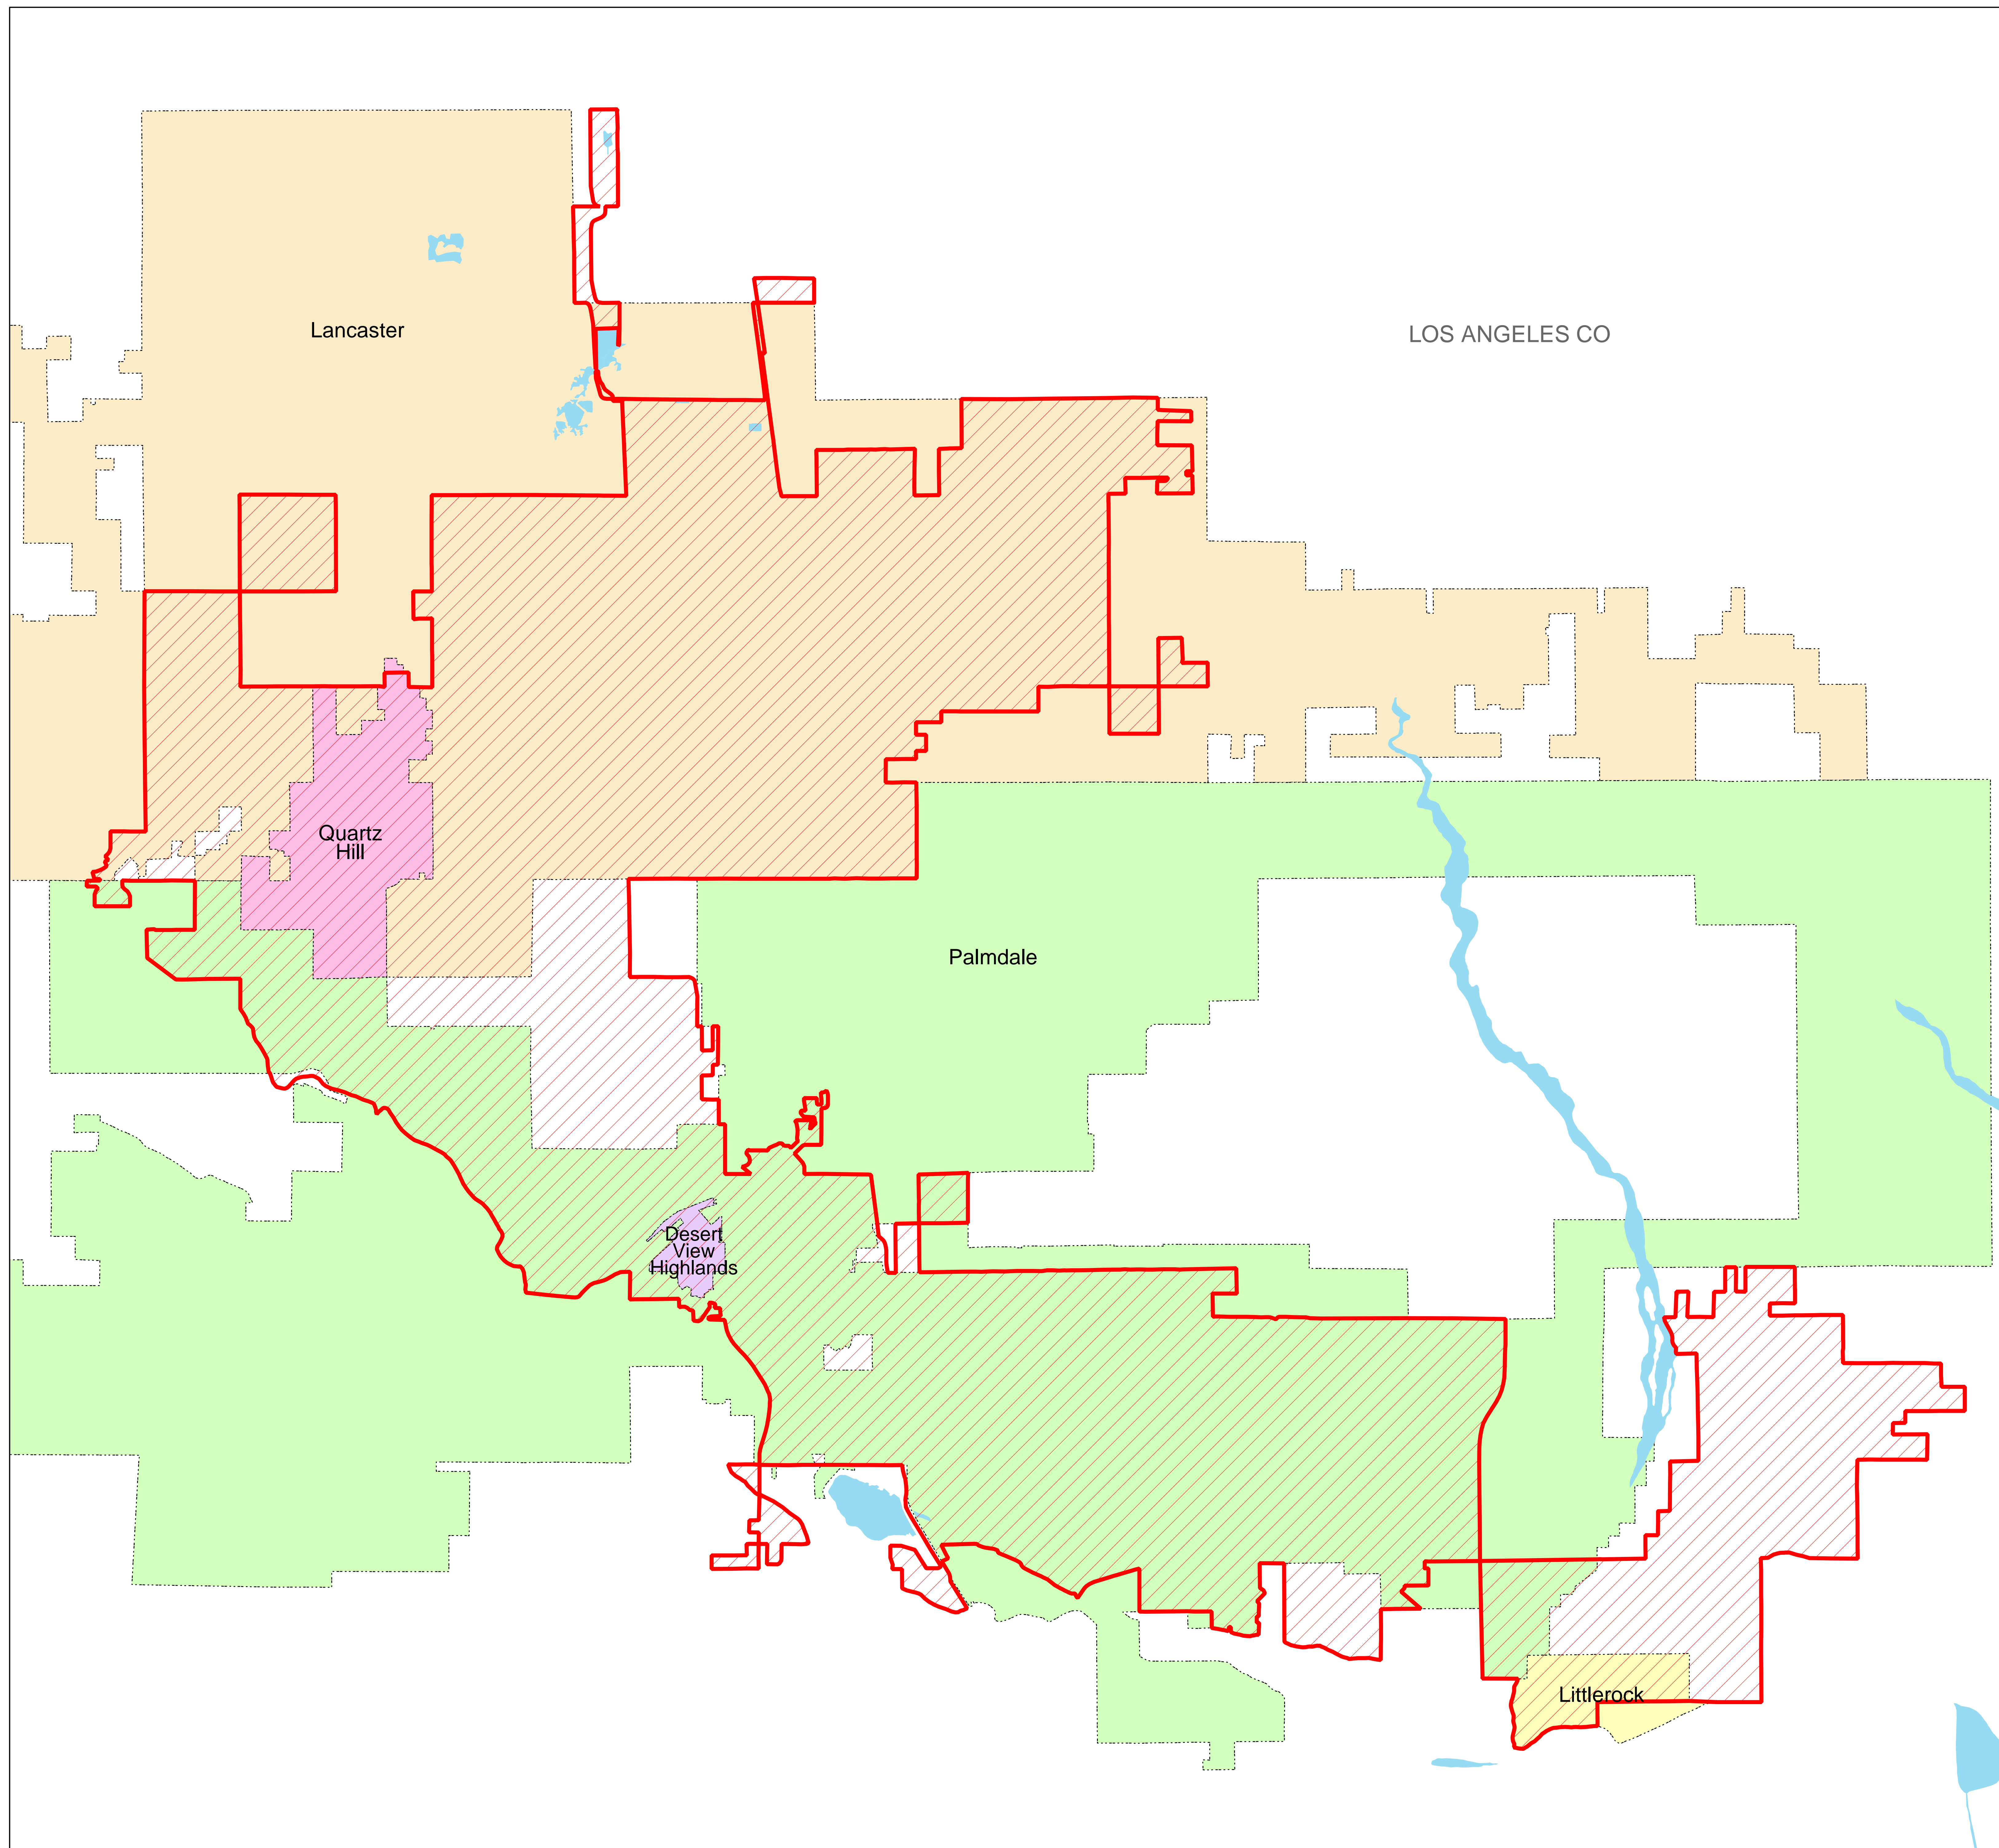 Lancaster
LOS ANGELES CO
Quartz
Hill
Palmdale
Desert
View
Highlands
Littlerock